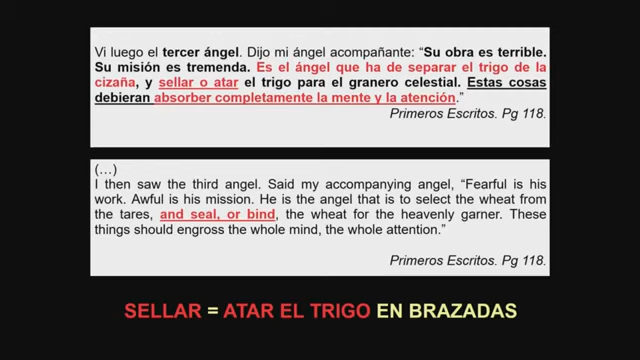 Vi luego el tercer ángel. Dijo mi ángel acompañante: “Su obra es terrible.
Su misión es tremenda. Es el ángel que ha de separar el trigo de la
cizaña, y sellar o atar el trigo para el granero celestial. Estas cosas
debieran absorber completamente la mente y la atención.”
Primeros Escritos. Pg 118.
(…)
I then saw the third angel. Said my accompanying angel, “Fearful is his
work. Awful is his mission. He is the angel that is to select the wheat from
the tares, and seal, or bind, the wheat for the heavenly garner. These
things should engross the whole mind, the whole attention.”
Primeros Escritos. Pg 118.
SELLAR = ATAR EL TRIGO EN BRAZADAS